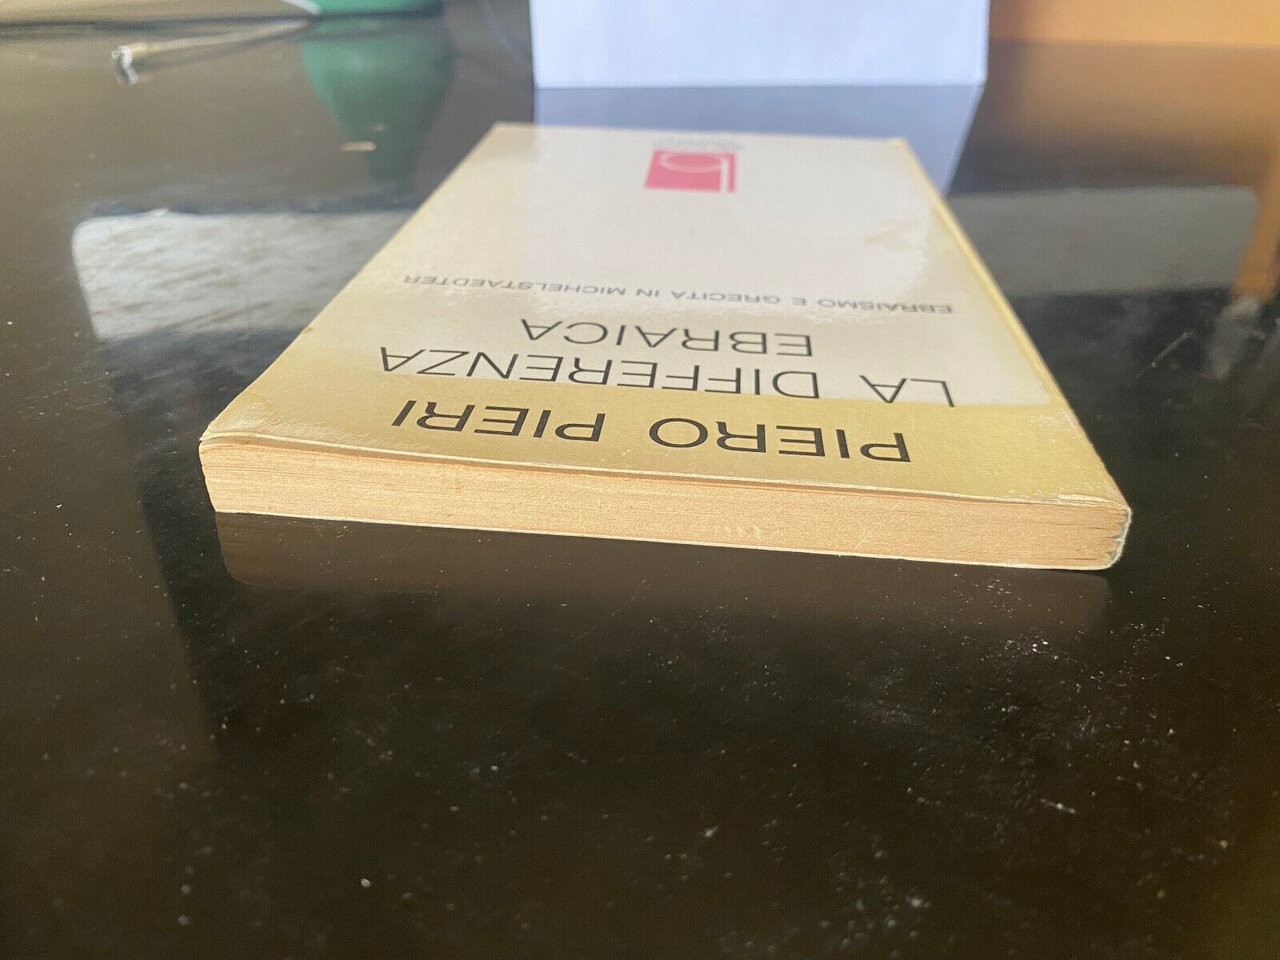 PIERO PIERI
LA DIFFERENZA
EBRAICA
EBRAISMO E GRECITÀ IN MICHELSTAEDTER